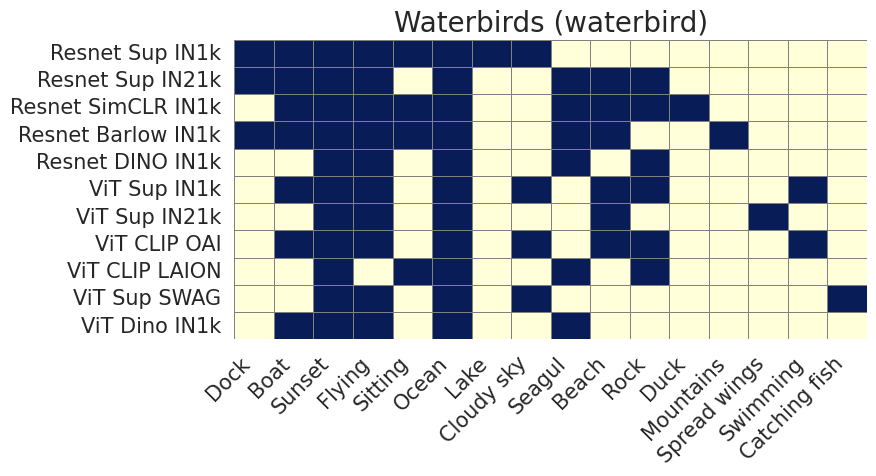 Waterbirds (waterbird)
Resnet Sup IN1k
Resnet Sup IN21k
Resnet SimCLR IN1k
Resnet Barlow IN1k
Resnet DINO IN1k
ViT Sup IN1k
ViT Sup IN21k
ViT CLIP OAI
ViT CLIP LAION
ViT Sup SWAG
ViT Dino IN1k
Dock
Boat
Sunset
Flying
Sitting
Ocean
Lake
Cloudy sky
Seagul
Beach
Rock
Duck
Mountains
Spread wings
Swimming
Catching fish